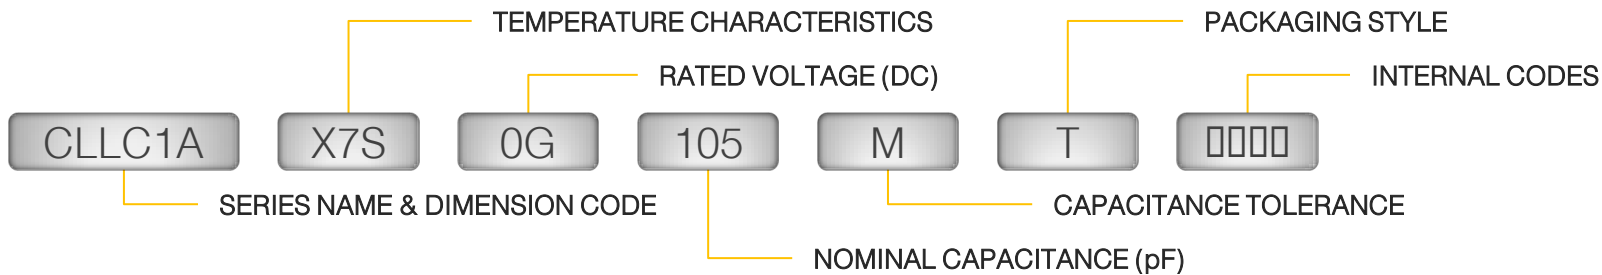 TEMPERATURE CHARACTERISTICS
PACKAGING STYLE
RATED VOLTAGE (DC)
INTERNAL CODES
CLLC1A X7S 0G 105 M T ▯▯▯▯
SERIES NAME & DIMENSION CODE
CAPACITANCE TOLERANCE
NOMINAL CAPACITANCE (pF)